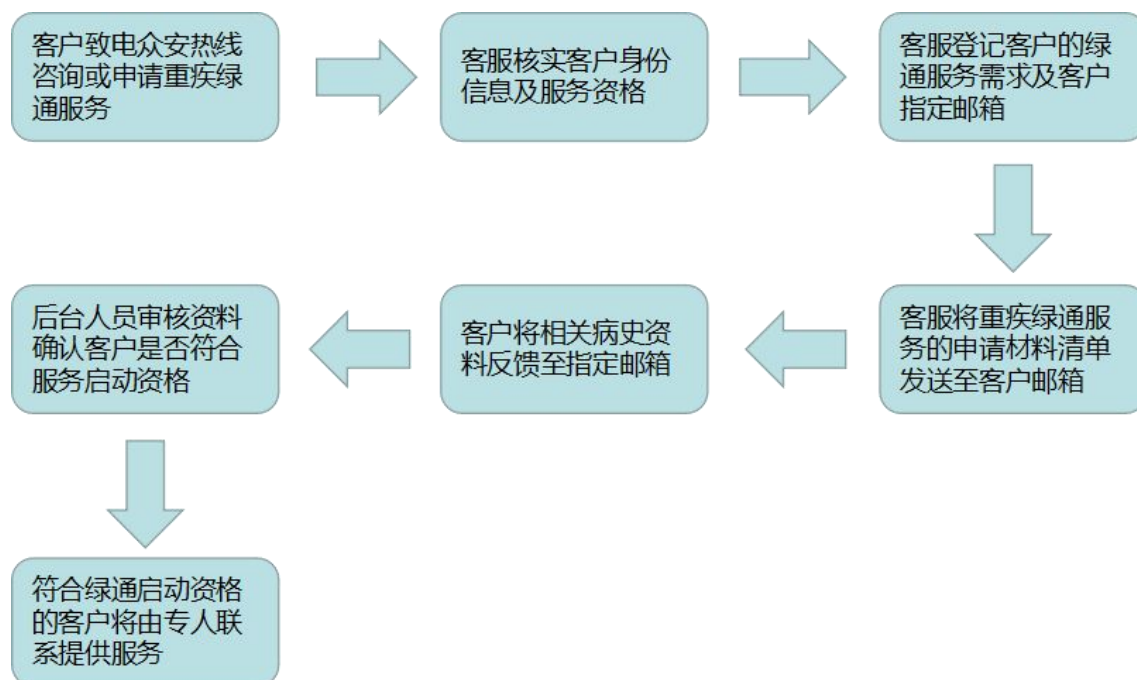 客户致电众安热线
咨询或申请重疾绿
通服务
客服核实客户身份
信息及服务资格
客服登记客户的绿
通服务需求及客户
指定邮箱
客服将重疾绿通服
务的申请材料清单
发送至客户邮箱
客户将相关病史资
料反馈至指定邮箱
后台人员审核资料
确认客户是否符合
服务启动资格
符合绿通启动资格
的客户将由专人联
系提供服务